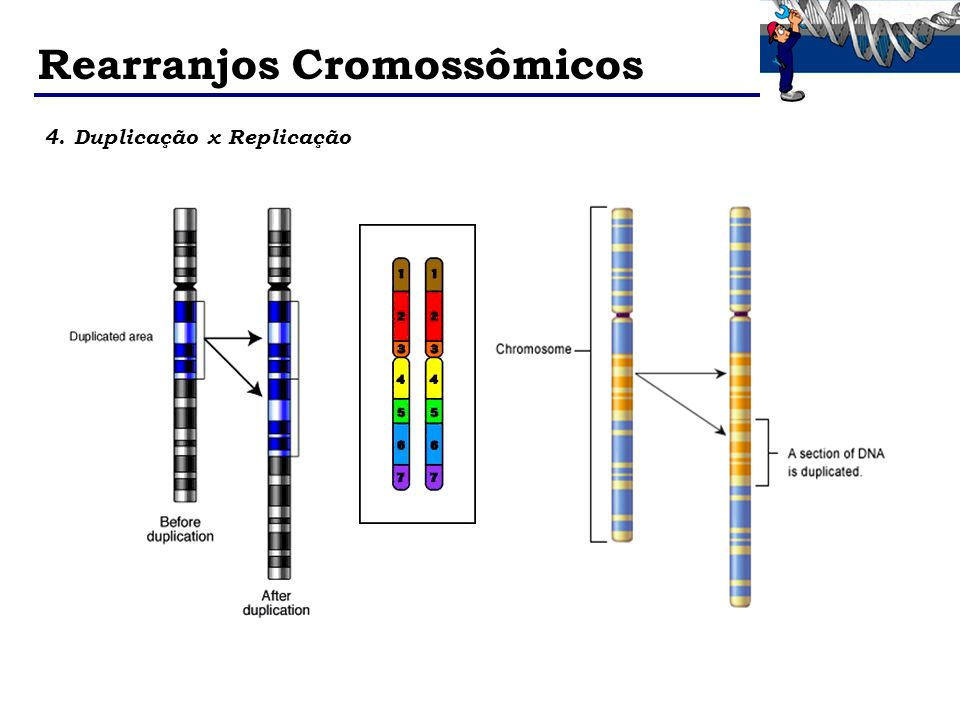 Rearranjos Cromossômicos
4. Duplicação x Replicação
Duplicated area
Before
duplication
After
duplication
1 1
2 2
3 3
4 4
5 5
6 6
7 7
Chromosome
A section of DNA
is duplicated.